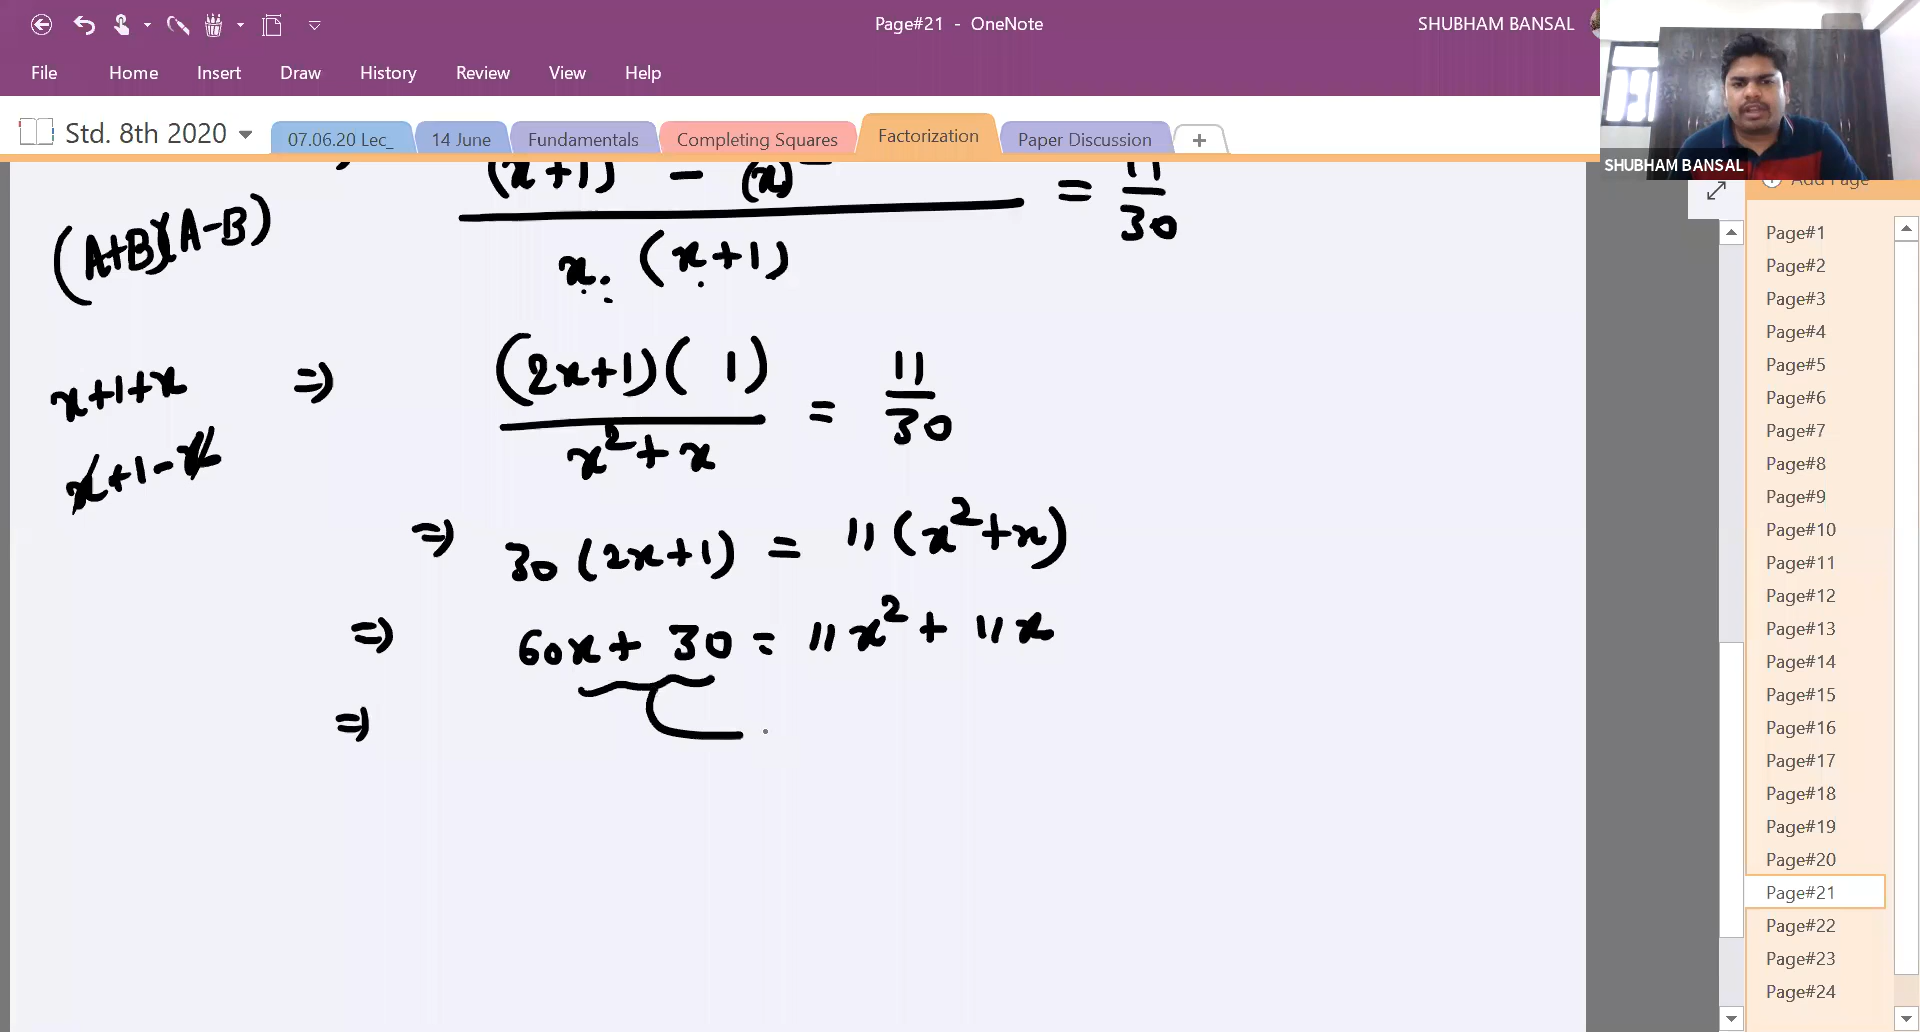 Page#21 - OneNote
SHUBHAM BANSAL
File Home Insert Draw History Review View Help
Std. 8th 2020
07.06.20 Lec_
14 June
Fundamentals
Completing Squares
Factorization
Paper Discussion
+
SHUBHAM BANSAL
Add Page
(x+1) - (x)² = 11/30
x. (x+1)
(A+B)(A-B)
x+1+x
x+1-x
⇒ (2x+1)( 1) / x²+x = 11/30
⇒ 30 (2x+1) = 11 (x²+x)
⇒ 60x + 30 = 11x² + 11x
⇒
Page#1
Page#2
Page#3
Page#4
Page#5
Page#6
Page#7
Page#8
Page#9
Page#10
Page#11
Page#12
Page#13
Page#14
Page#15
Page#16
Page#17
Page#18
Page#19
Page#20
Page#21
Page#22
Page#23
Page#24